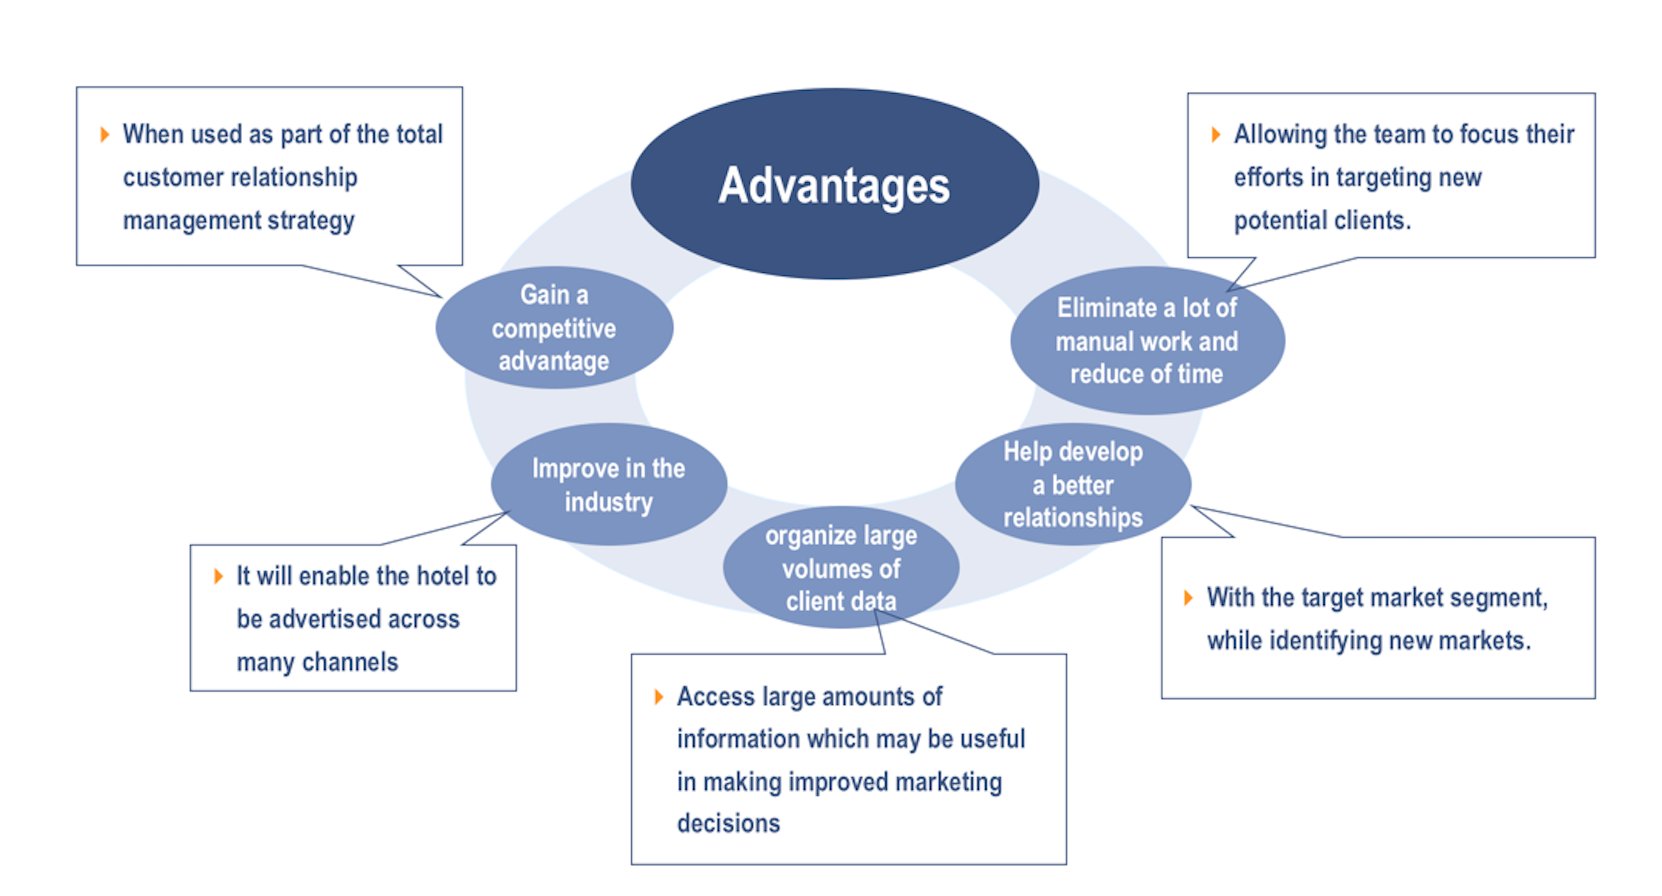 Advantages
When used as part of the total
customer relationship
management strategy
Gain a
competitive
advantage
Allowing the team to focus their
efforts in targeting new
potential clients.
Eliminate a lot of
manual work and
reduce of time
Improve in the
industry
It will enable the hotel to
be advertised across
many channels
Help develop
a better
relationships
With the target market segment,
while identifying new markets.
organize large
volumes of
client data
Access large amounts of
information which may be useful
in making improved marketing
decisions